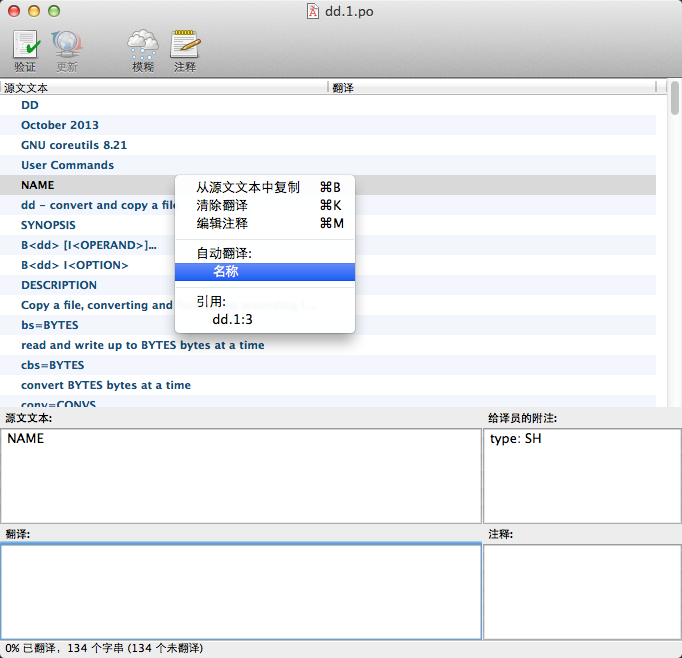 dd.1.po
验证 更新 模糊 注释
源文文本 翻译
DD
October 2013
GNU coreutils 8.21
User Commands
NAME
dd - convert and copy a file
SYNOPSIS
B<dd> [I<OPERAND>]...
B<dd> I<OPTION>
DESCRIPTION
Copy a file, converting and
bs=BYTES
read and write up to BYTES bytes at a time
cbs=BYTES
convert BYTES bytes at a time
conv=CONVS
从源文文本中复制 ⌘B
清除翻译 ⌘K
编辑注释 ⌘M
自动翻译:
名称
引用:
dd.1:3
源文文本: 给译员的附注:
NAME type: SH
翻译: 注释:
0% 已翻译，134 个字串 (134 个未翻译)